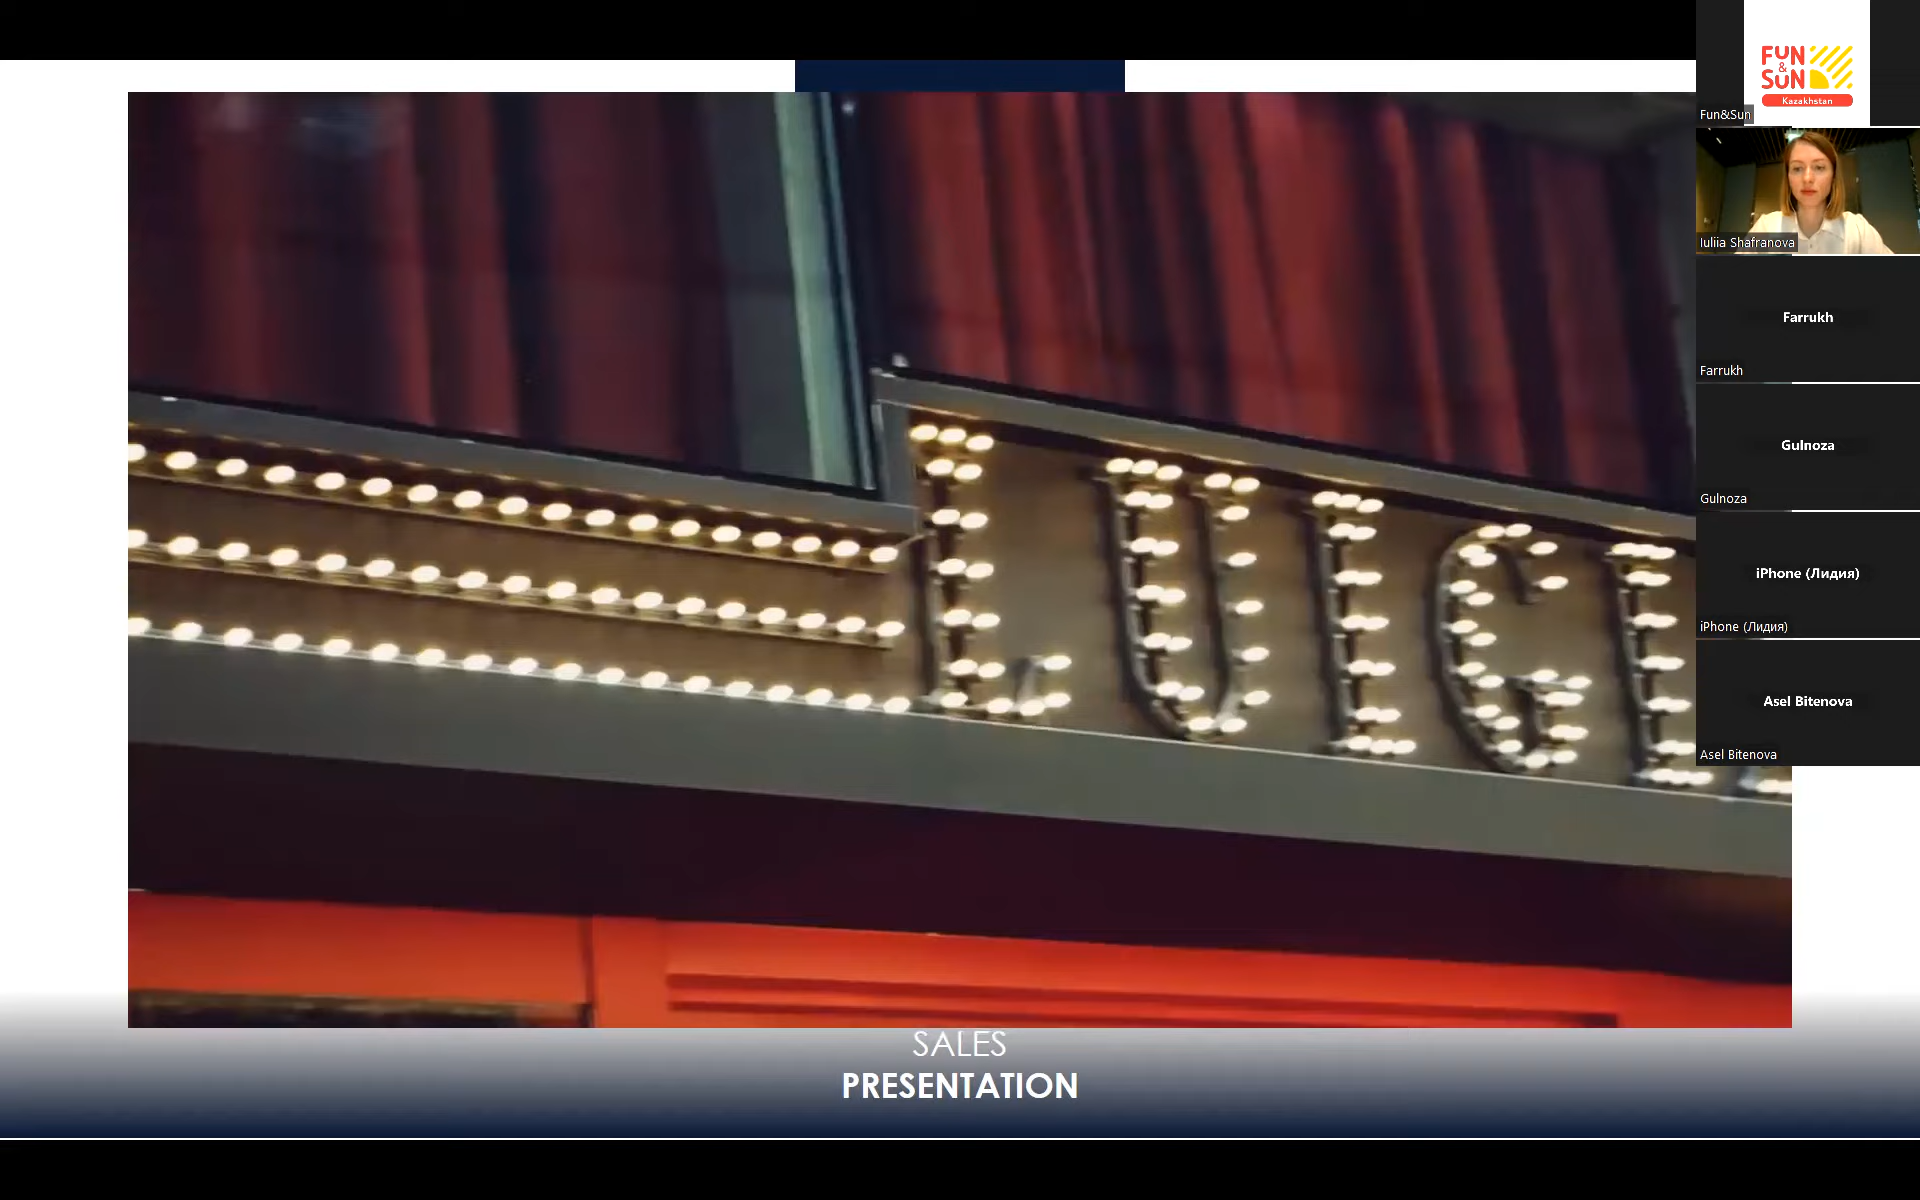 FUN
&
SUN
Kazakhstan
Fun&Sun
Iuliia Shafranova
Farrukh
Farrukh
Gulnoza
Gulnoza
iPhone (Лидия)
iPhone (Лидия)
Asel Bitenova
Asel Bitenova
LUIGI
SALES
PRESENTATION